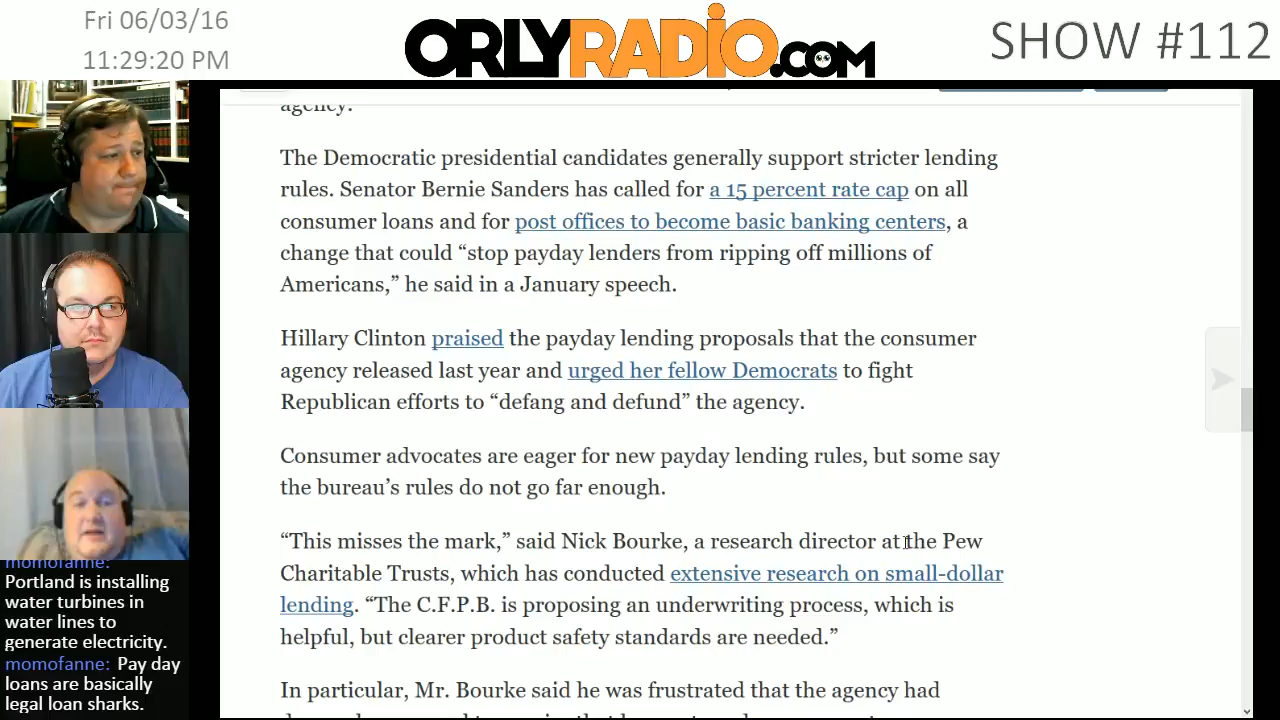 Fri 06/03/16
11:29:20 PM
ORLYRADiO.COM
SHOW #112
agency.
The Democratic presidential candidates generally support stricter lending
rules. Senator Bernie Sanders has called for a 15 percent rate cap on all
consumer loans and for post offices to become basic banking centers, a
change that could “stop payday lenders from ripping off millions of
Americans,” he said in a January speech.
Hillary Clinton praised the payday lending proposals that the consumer
agency released last year and urged her fellow Democrats to fight
Republican efforts to “defang and defund” the agency.
Consumer advocates are eager for new payday lending rules, but some say
the bureau’s rules do not go far enough.
“This misses the mark,” said Nick Bourke, a research director at the Pew
Charitable Trusts, which has conducted extensive research on small-dollar
lending. “The C.F.P.B. is proposing an underwriting process, which is
helpful, but clearer product safety standards are needed.”
In particular, Mr. Bourke said he was frustrated that the agency had
momofanne:
Portland is installing
water turbines in
water lines to
generate electricity.
momofanne: Pay day
loans are basically
legal loan sharks.